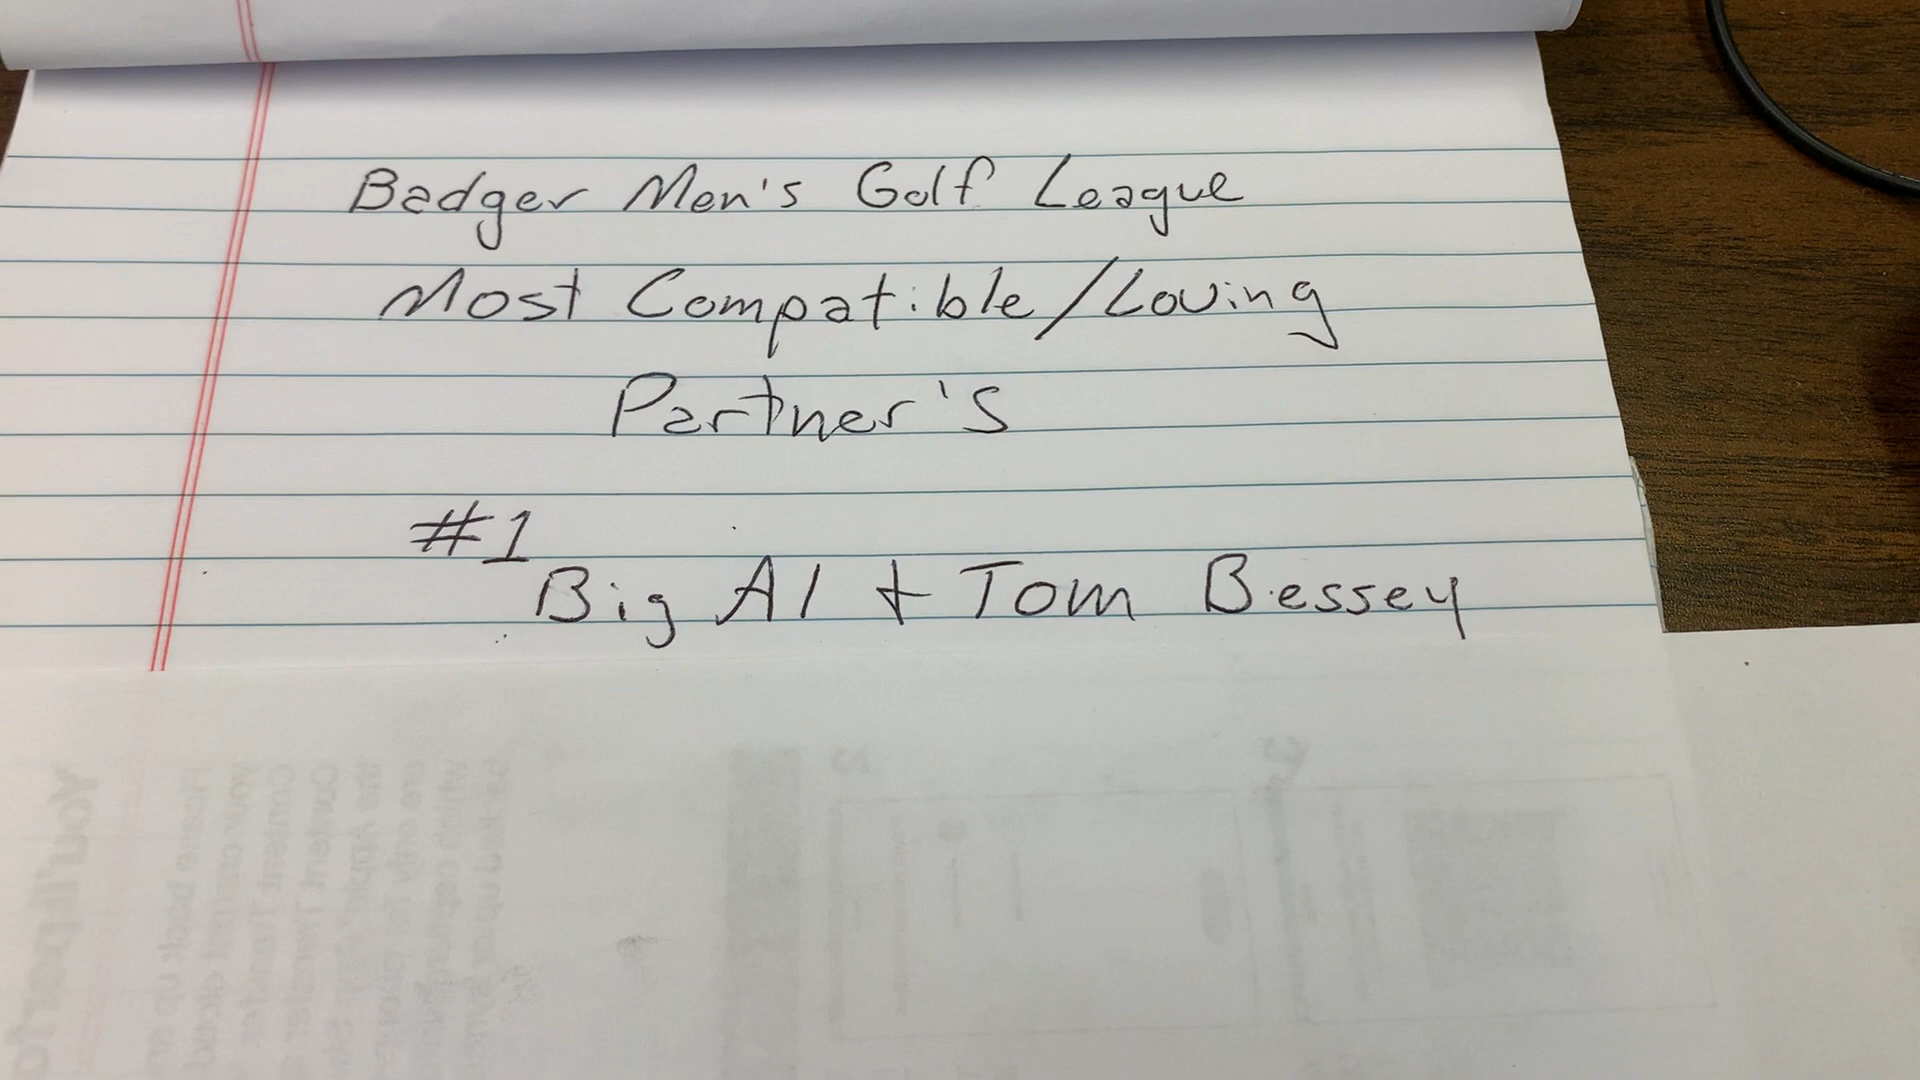 Badger Men's Golf League
Most Compatible/Loving
Partner's
#1
Big Al + Tom Bessey